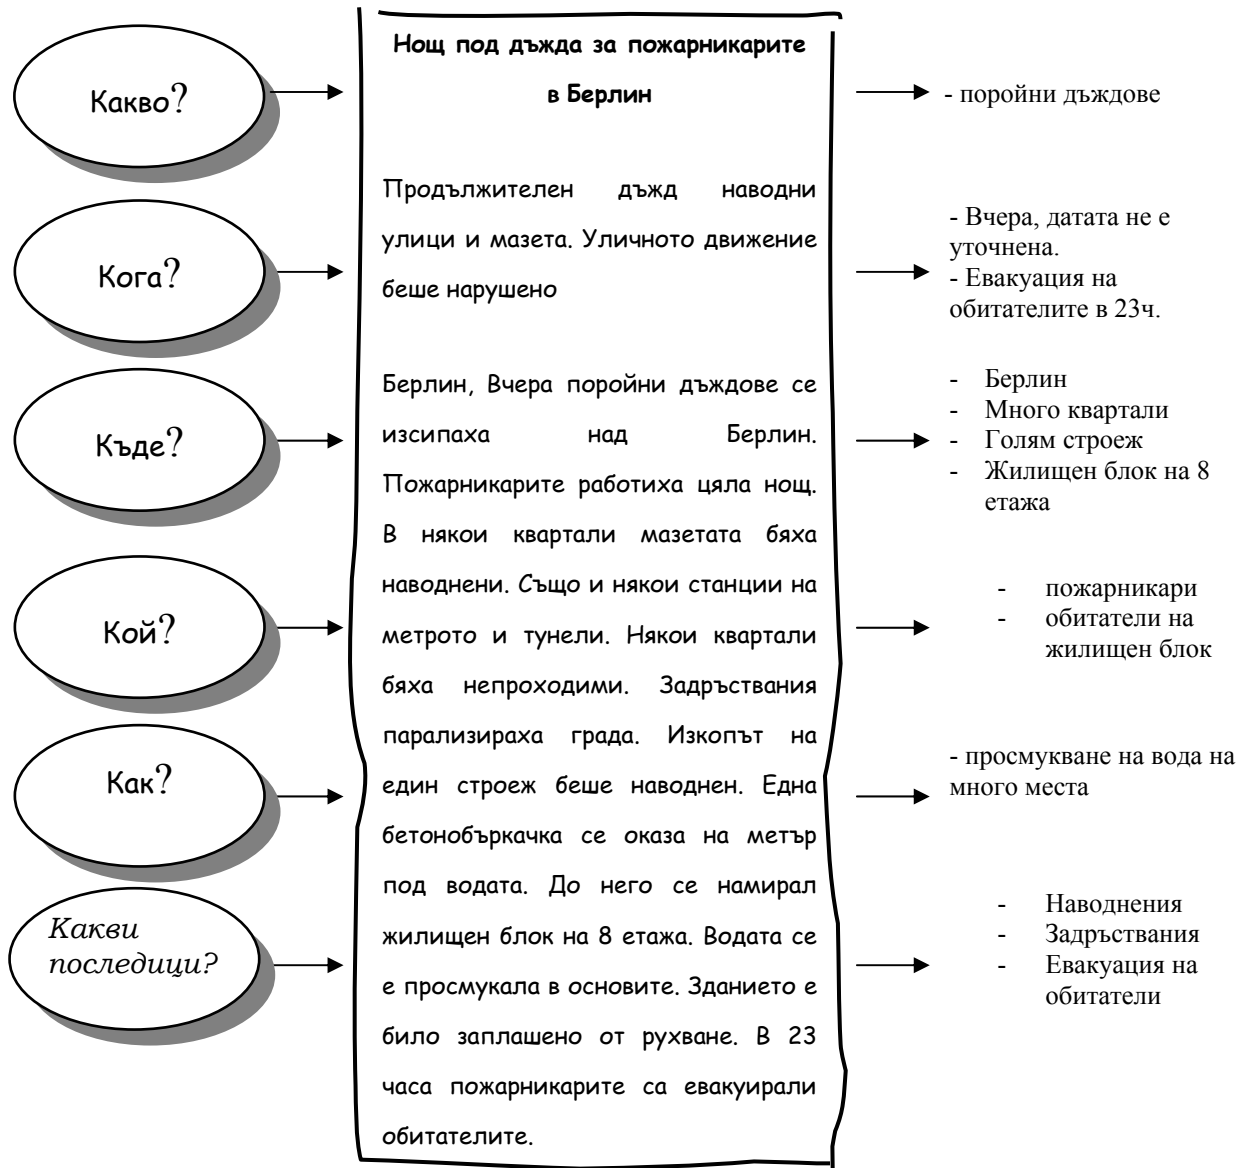 Какво?
Кога?
Къде?
Кой?
Как?
Какви
последици?
Нощ под дъжда за пожарникарите
в Берлин
Продължителен дъжд наводни
улици и мазета. Уличното движение
беше нарушено
Берлин, Вчера поройни дъждове се
изсипаха над Берлин.
Пожарникарите работиха цяла нощ.
В някои квартали мазетата бяха
наводнени. Също и някои станции на
метрото и тунели. Някои квартали
бяха непроходими. Задръствания
парализираха града. Изкопът на
един строеж беше наводнен. Една
бетонобъркачка се оказа на метър
под водата. До него се намирал
жилищен блок на 8 етажа. Водата се
е просмукала в основите. Зданието е
било заплашено от рухване. В 23
часа пожарникарите са евакуирали
обитателите.
- поройни дъждове
- Вчера, датата не е
уточнена.
- Евакуация на
обитателите в 23ч.
- Берлин
- Много квартали
- Голям строеж
- Жилищен блок на 8
етажа
- пожарникари
- обитатели на
жилищен блок
- просмукване на вода на
много места
- Наводнения
- Задръствания
- Евакуация на
обитатели